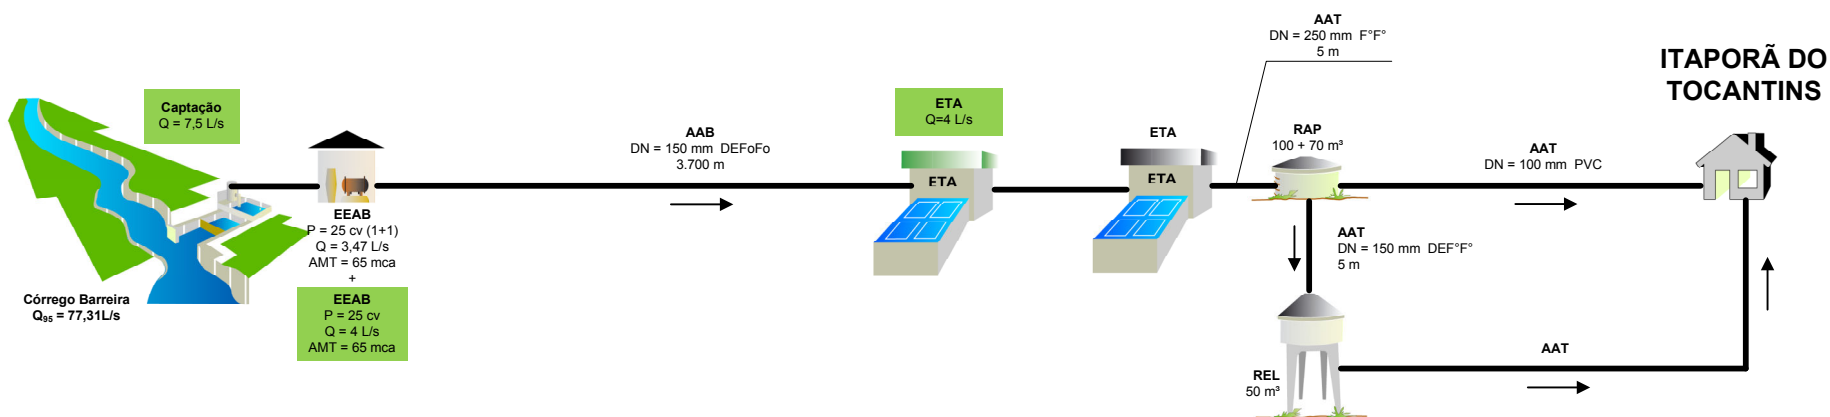 ITAPORÃ DO
TOCANTINS
AAT
DN = 250 mm  F°F°
5 m
Captação
Q = 7,5 L/s
ETA
Q=4 L/s
AAB
DN = 150 mm  DEFoFo
3.700 m
ETA
RAP
100 + 70 m³
AAT
DN = 100 mm  PVC
ETA
ETA
EEAB
P = 25 cv (1+1)
Q = 3,47 L/s
AMT = 65 mca
+
EEAB
P = 25 cv
Q = 4 L/s
AMT = 65 mca
Córrego Barreira
Q₉₅ = 77,31L/s
AAT
DN = 150 mm  DEF°F°
5 m
REL
50 m³
AAT